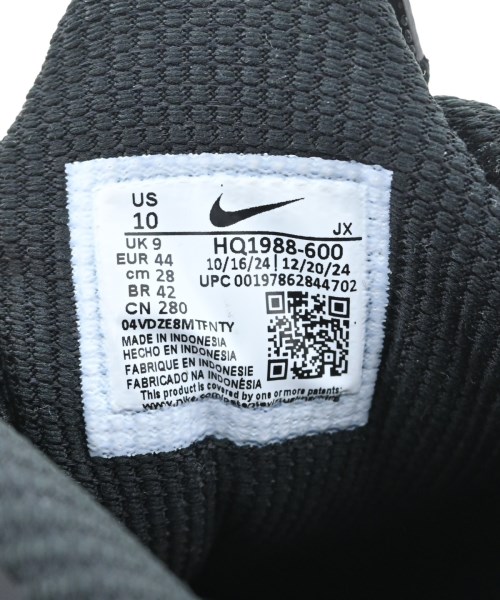 US
10
JX
UK 9
HQ1988-600
EUR 44
10/16/24 | 12/20/24
cm 28
UPC 00197862844702
BR 42
CN 280
04VDZE8MTFNTY
MADE IN INDONESIA
HECHO EN INDONESIA
FABRIQUE EN INDONESIE
FABRICADO NA INDONÉSIA
This product is covered by one or more patents: